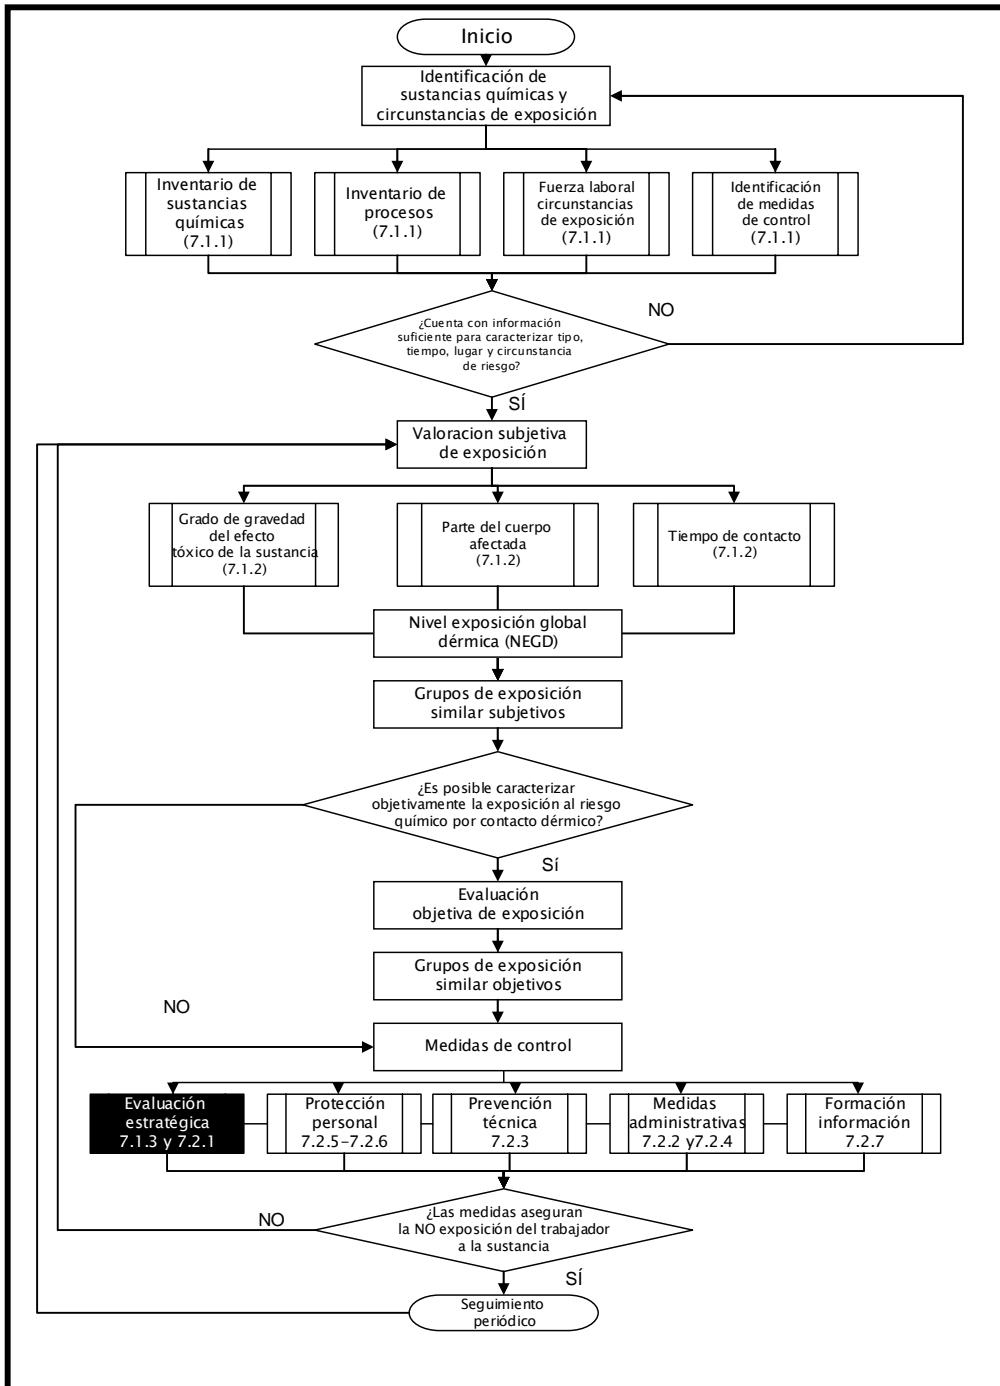 Inicio
Identificación de
sustancias químicas y
circunstancias de exposición
Inventario de
sustancias
químicas
(7.1.1)
Inventario de
procesos
(7.1.1)
Fuerza laboral
circunstancias
de exposición
(7.1.1)
Identificación
de medidas
de control
(7.1.1)
NO
¿Cuenta con información
suficiente para caracterizar tipo,
tiempo, lugar y circunstancia
de riesgo?
SÍ
Valoracion subjetiva
de exposición
Grado de gravedad
del efecto
tóxico de la sustancia
(7.1.2)
Parte del cuerpo
afectada
(7.1.2)
Tiempo de contacto
(7.1.2)
Nivel exposición global
dérmica (NEGD)
Grupos de exposición
similar subjetivos
¿Es posible caracterizar
objetivamente la exposición al riesgo
químico por contacto dérmico?
Sí
Evaluación
objetiva de exposición
Grupos de exposición
similar objetivos
NO
Medidas de control
Evaluación
estratégica
7.1.3 y 7.2.1
Protección
personal
7.2.5-7.2.6
Prevención
técnica
7.2.3
Medidas
administrativas
7.2.2 y7.2.4
Formación
información
7.2.7
NO
¿Las medidas aseguran
la NO exposición del trabajador
a la sustancia
SÍ
Seguimiento
periódico